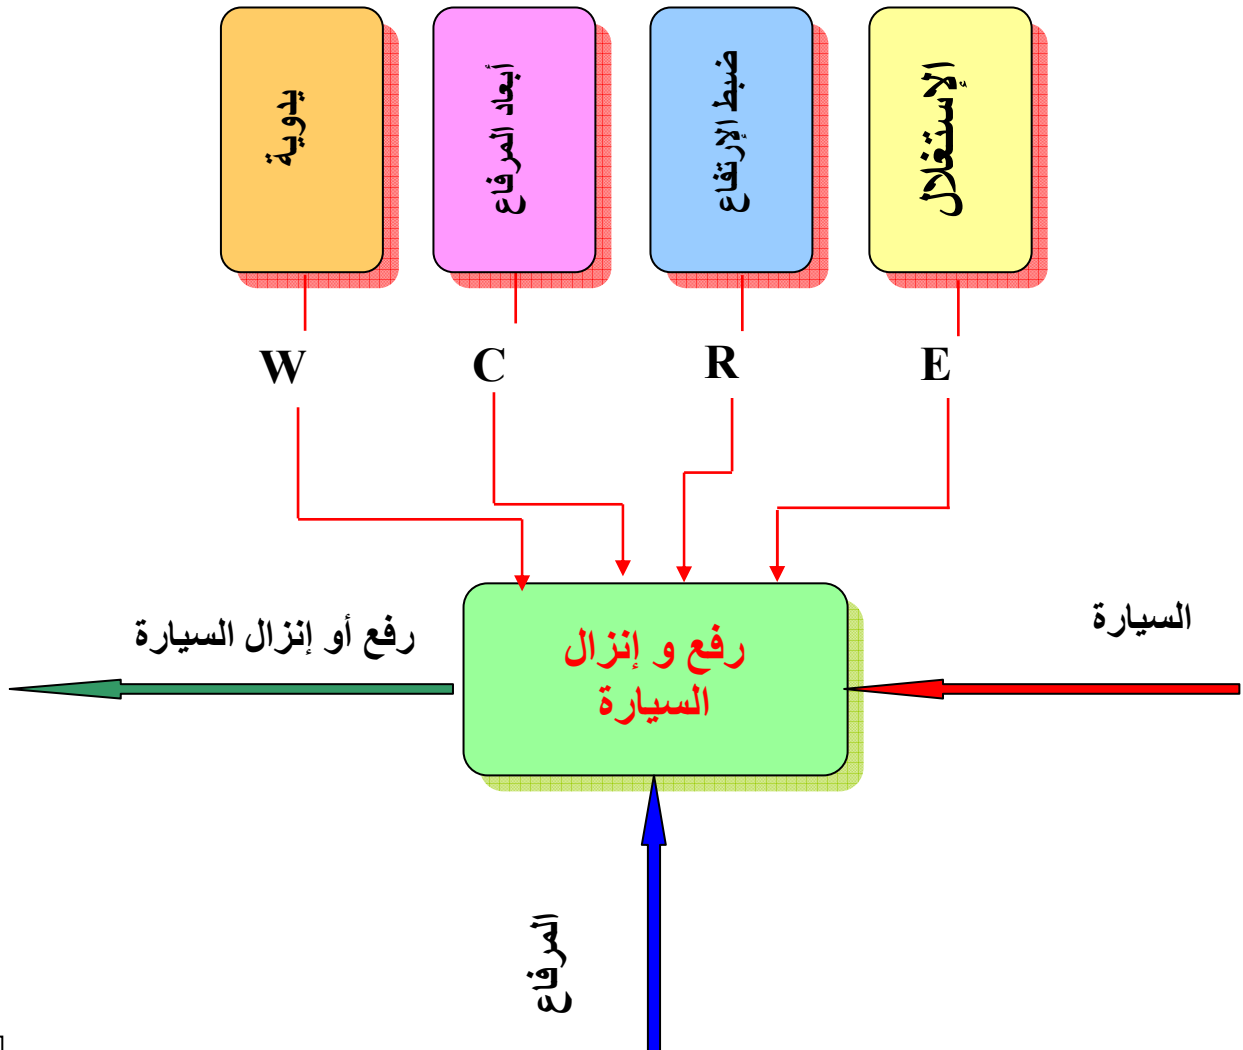 الإستغلال
ضبط الإرتفاع
أبعاد المرفاع
يدوية
E
R
C
W
السيارة
رفع و إنزال
السيارة
رفع أو إنزال السيارة
المرفاع